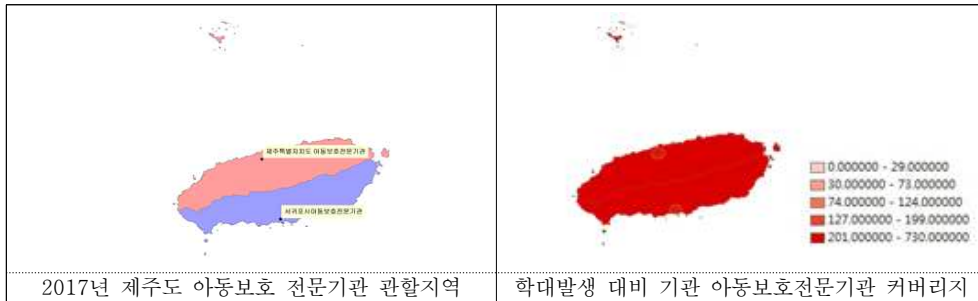 제주특별자치도 아동보호전문기관
서귀포시아동보호전문기관
0.000000 - 29.000000
30.000000 - 73.000000
74.000000 - 124.000000
127.000000 - 199.000000
201.000000 - 730.000000
2017년 제주도 아동보호 전문기관 관할지역
학대발생 대비 기관 아동보호전문기관 커버리지